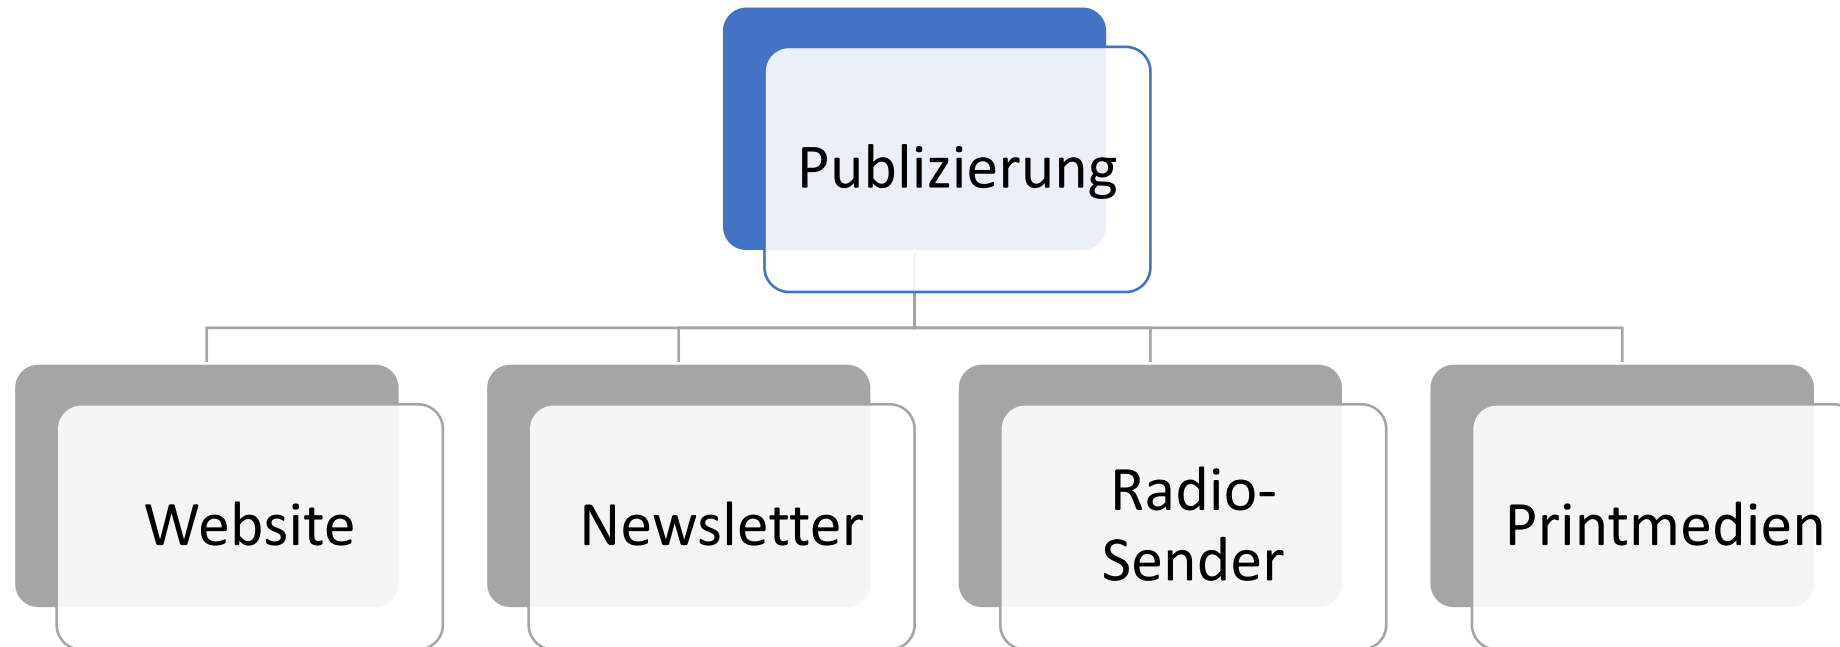 Publizierung
Website
Newsletter
Radio-
Sender
Printmedien